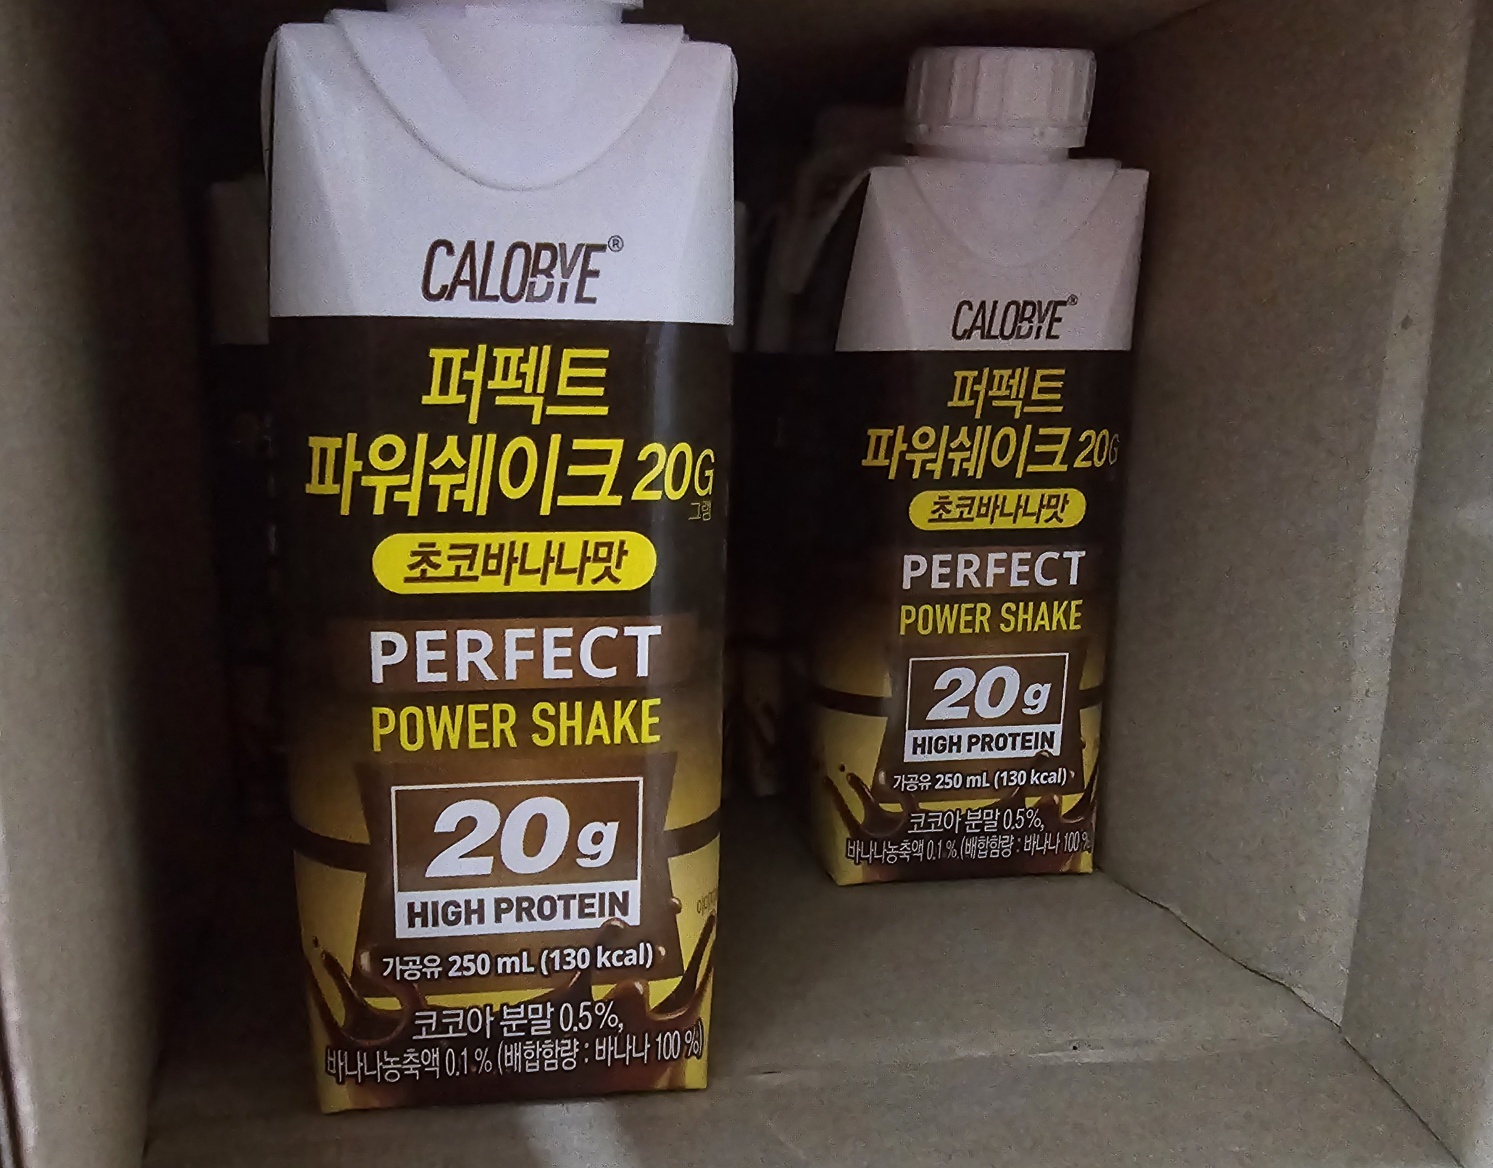 CALOBYE®
퍼펙트
파워쉐이크 20G
그램
초코바나나맛
PERFECT
POWER SHAKE
20g
HIGH PROTEIN
가공유 250 mL (130 kcal)
코코아 분말 0.5%,
바나나농축액 0.1% (배합함량 : 바나나 100 %)
CALOBYE®
퍼펙트
파워쉐이크 20G
초코바나나맛
PERFECT
POWER SHAKE
20g
HIGH PROTEIN
가공유 250 mL (130 kcal)
코코아 분말 0.5%,
바나나농축액 0.1% (배합함량 : 바나나 100 %